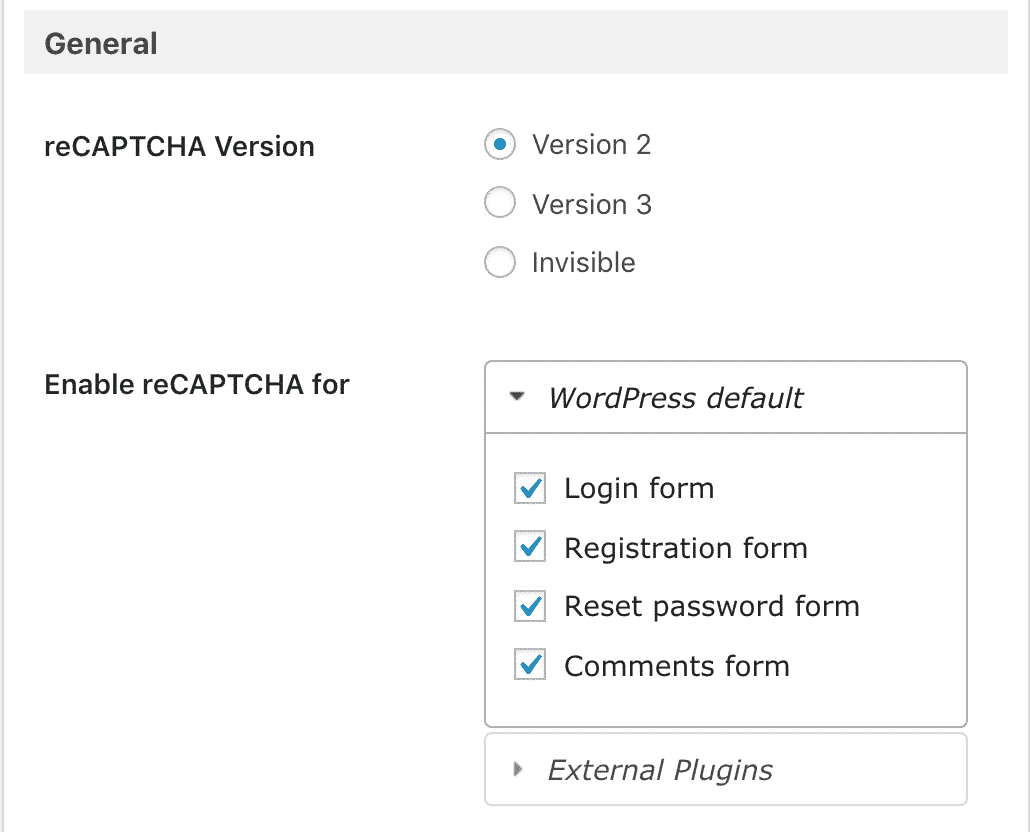 General
reCAPTCHA Version
Version 2
Version 3
Invisible
Enable reCAPTCHA for
WordPress default
Login form
Registration form
Reset password form
Comments form
External Plugins